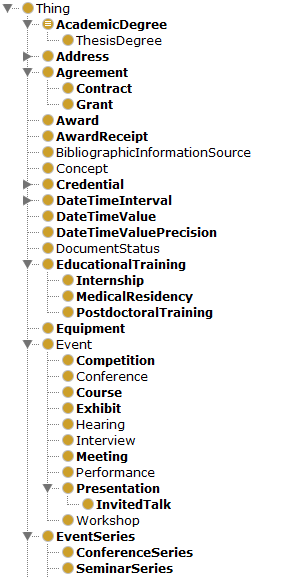 Thing
AcademicDegree
ThesisDegree
Address
Agreement
Contract
Grant
Award
AwardReceipt
BibliographicInformationSource
Concept
Credential
DateTimeInterval
DateTimeValue
DateTimeValuePrecision
DocumentStatus
EducationalTraining
Internship
MedicalResidency
PostdoctoralTraining
Equipment
Event
Competition
Conference
Course
Exhibit
Hearing
Interview
Meeting
Performance
Presentation
InvitedTalk
Workshop
EventSeries
ConferenceSeries
SeminarSeries